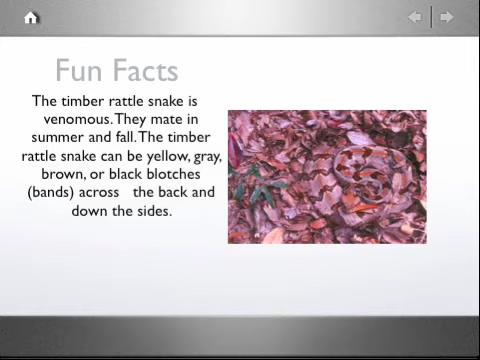 Fun Facts
The timber rattle snake is
venomous.They mate in
summer and fall.The timber
rattle snake can be yellow, gray,
brown, or black blotches
(bands) across the back and
down the sides.